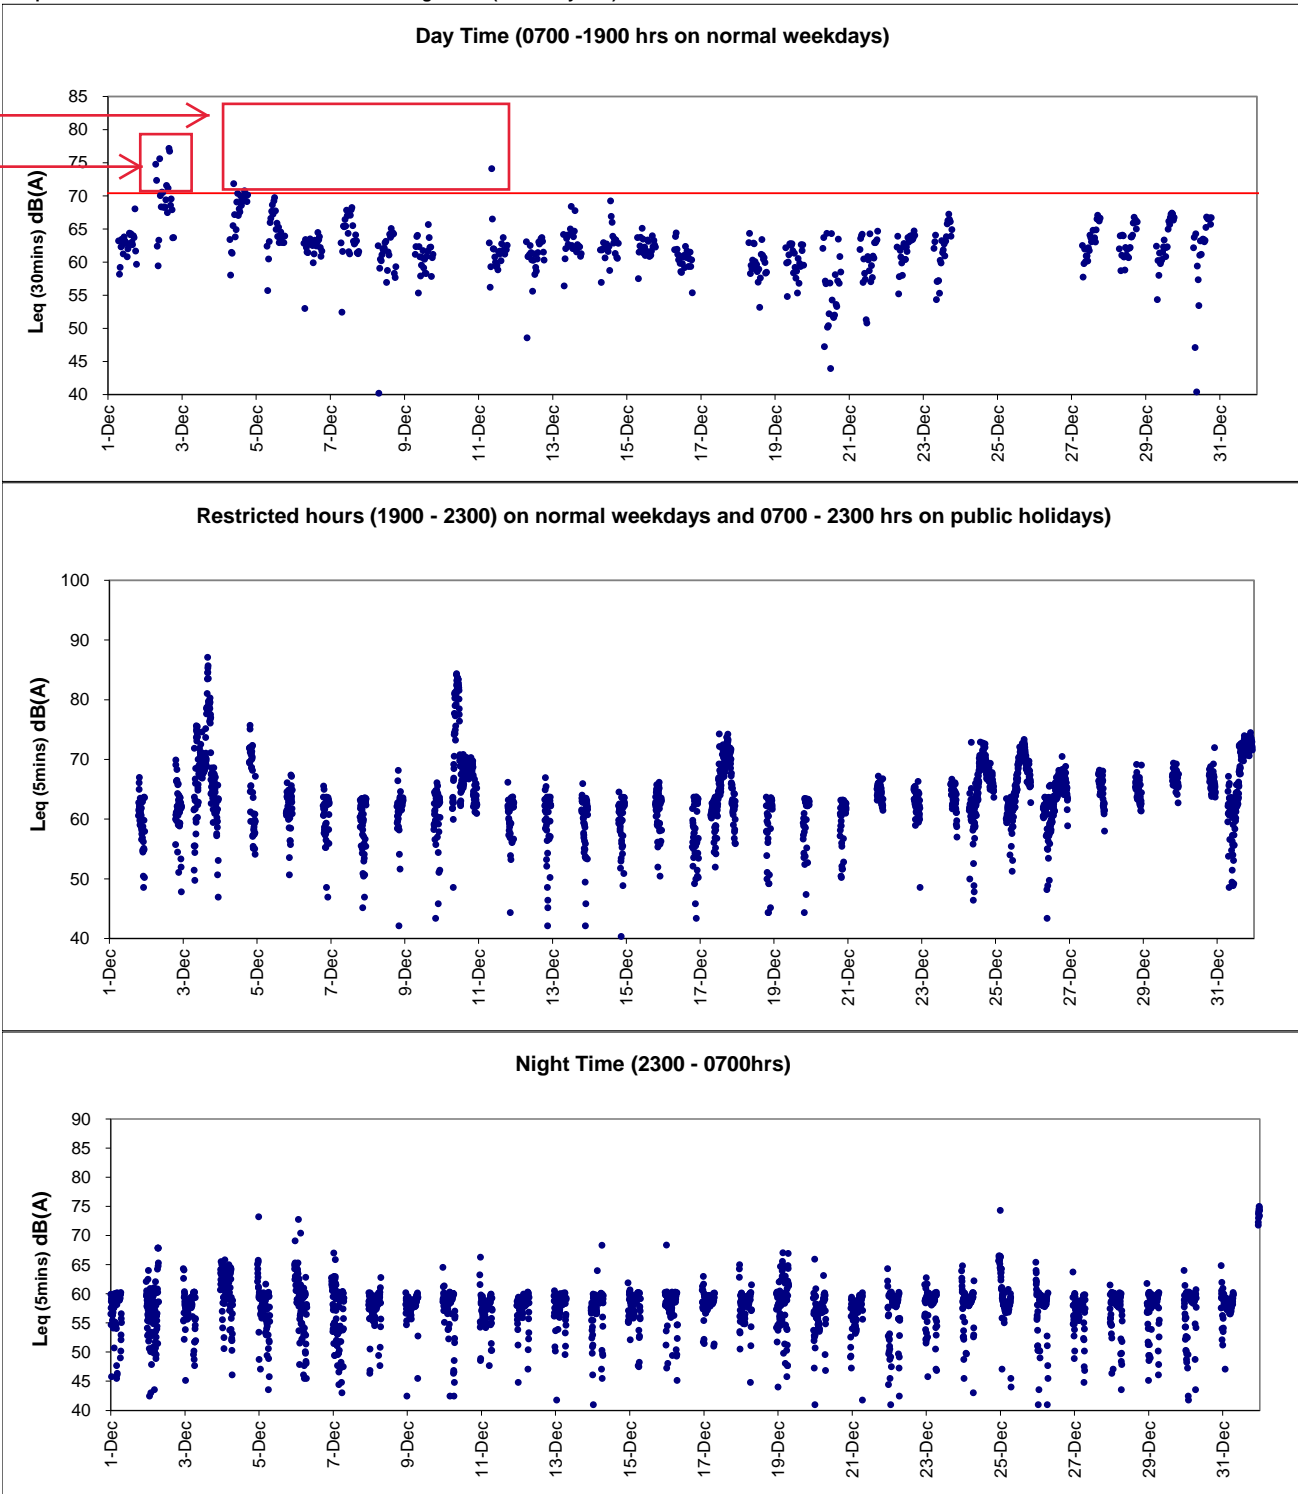 Day Time (0700 -1900 hrs on normal weekdays)
85
80
75
70
65
60
55
50
45
40
Leq (30mins) dB(A)
1-Dec
3-Dec
5-Dec
7-Dec
9-Dec
11-Dec
13-Dec
15-Dec
17-Dec
19-Dec
21-Dec
23-Dec
25-Dec
27-Dec
29-Dec
31-Dec
Restricted hours (1900 - 2300) on normal weekdays and 0700 - 2300 hrs on public holidays)
100
90
80
70
60
50
40
Leq (5mins) dB(A)
1-Dec
3-Dec
5-Dec
7-Dec
9-Dec
11-Dec
13-Dec
15-Dec
17-Dec
19-Dec
21-Dec
23-Dec
25-Dec
27-Dec
29-Dec
31-Dec
Night Time (2300 - 0700hrs)
90
85
80
75
70
65
60
55
50
45
40
Leq (5mins) dB(A)
1-Dec
3-Dec
5-Dec
7-Dec
9-Dec
11-Dec
13-Dec
15-Dec
17-Dec
19-Dec
21-Dec
23-Dec
25-Dec
27-Dec
29-Dec
31-Dec